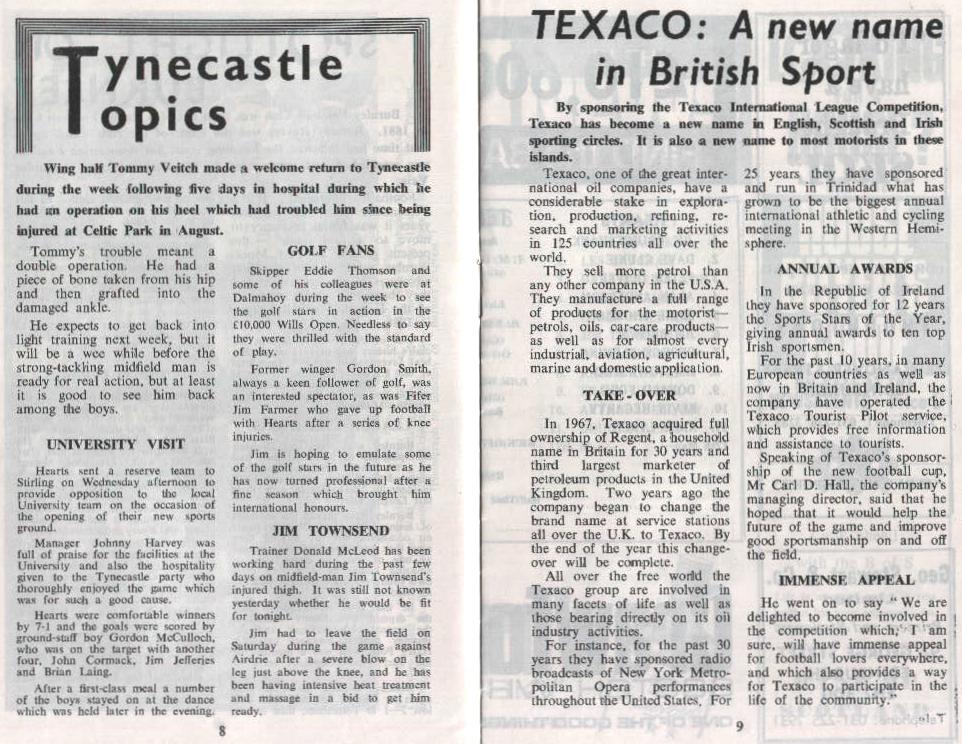 Tynecastle
Topics
Wing half Tommy Veitch made a welcome return to Tynecastle
during the week following five days in hospital during which he
had an operation on his heel which had troubled him since being
injured at Celtic Park in August.
Tommy's trouble meant a
double operation. He had a
piece of bone taken from his hip
and then grafted into the
damaged ankle.
He expects to get back into
light training next week, but it
will be a wee while before the
strong-tackling midfield man is
ready for real action, but at least
it is good to see him back
among the boys.
UNIVERSITY VISIT
Hearts sent a reserve team to
Stirling on Wednesday afternoon to
provide opposition to the local
University team on the occasion of
the opening of their new sports
ground.
Manager Johnny Harvey was
full of praise for the facilities at the
University and also the hospitality
given to the Tynecastle party who
thoroughly enjoyed the game which
was for such a good cause.
Hearts were comfortable winners
by 7-1 and the goals were scored by
ground-staff boy Gordon McCulloch,
who was on the target with another
four, John Cormack, Jim Jefferies
and Brian Laing.
After a first-class meal a number
of the boys stayed on at the dance
which was held later in the evening.
GOLF FANS
Skipper Eddie Thomson and
some of his colleagues were at
Dalmahoy during the week to see
the golf stars in action in the
£10,000 Wills Open. Needless to say
they were thrilled with the standard
of play.
Former winger Gordon Smith,
always a keen follower of golf, was
an interested spectator, as was Fifer
Jim Farmer who gave up football
with Hearts after a series of knee
injuries.
Jim is hoping to emulate some
of the golf stars in the future as he
has now turned professional after a
fine season which brought him
international honours.
JIM TOWNSEND
Trainer Donald McLeod has been
working hard during the past few
days on midfield-man Jim Townsend's
injured thigh. It was still not known
yesterday whether he would be fit
for tonight.
Jim had to leave the field on
Saturday during the game against
Airdrie after a severe blow on the
leg just above the knee, and he has
been having intensive heat treatment
and massage in a bid to get him
ready.
8
TEXACO: A new name
in British Sport
By sponsoring the Texaco International League Competition,
Texaco has become a new name in English, Scottish and Irish
sporting circles. It is also a new name to most motorists in these
islands.
Texaco, one of the great inter-
national oil companies, have a
considerable stake in explora-
tion, production, refining, re-
search and marketing activities
in 125 countries all over the
world.
They sell more petrol than
any other company in the U.S.A.
They manufacture a full range
of products for the motorist—
petrols, oils, car-care products—
as well as for almost every
industrial, aviation, agricultural,
marine and domestic application.
TAKE-OVER
In 1967, Texaco acquired full
ownership of Regent, a household
name in Britain for 30 years and
third largest marketer of
petroleum products in the United
Kingdom. Two years ago the
company began to change the
brand name at service stations
all over the U.K. to Texaco. By
the end of the year this change-
over will be complete.
All over the free world the
Texaco group are involved in
many facets of life as well as
those bearing directly on its oil
industry activities.
For instance, for the past 30
years they have sponsored radio
broadcasts of New York Metro-
politan Opera performances
throughout the United States. For
25 years they have sponsored
and run in Trinidad what has
grown to be the biggest annual
international athletic and cycling
meeting in the Western Hemi-
sphere.
ANNUAL AWARDS
In the Republic of Ireland
they have sponsored for 12 years
the Sports Stars of the Year,
giving annual awards to ten top
Irish sportsmen.
For the past 10 years, in many
European countries as well as
now in Britain and Ireland, the
company have operated the
Texaco Tourist Pilot service,
which provides free information
and assistance to tourists.
Speaking of Texaco's sponsor-
ship of the new football cup,
Mr Carl D. Hall, the company's
managing director, said that he
hoped that it would help the
future of the game and improve
good sportsmanship on and off
the field.
IMMENSE APPEAL
He went on to say "We are
delighted to become involved in
the competition which, I am
sure, will have immense appeal
for football lovers everywhere,
and which also provides a way
for Texaco to participate in the
life of the community."
9